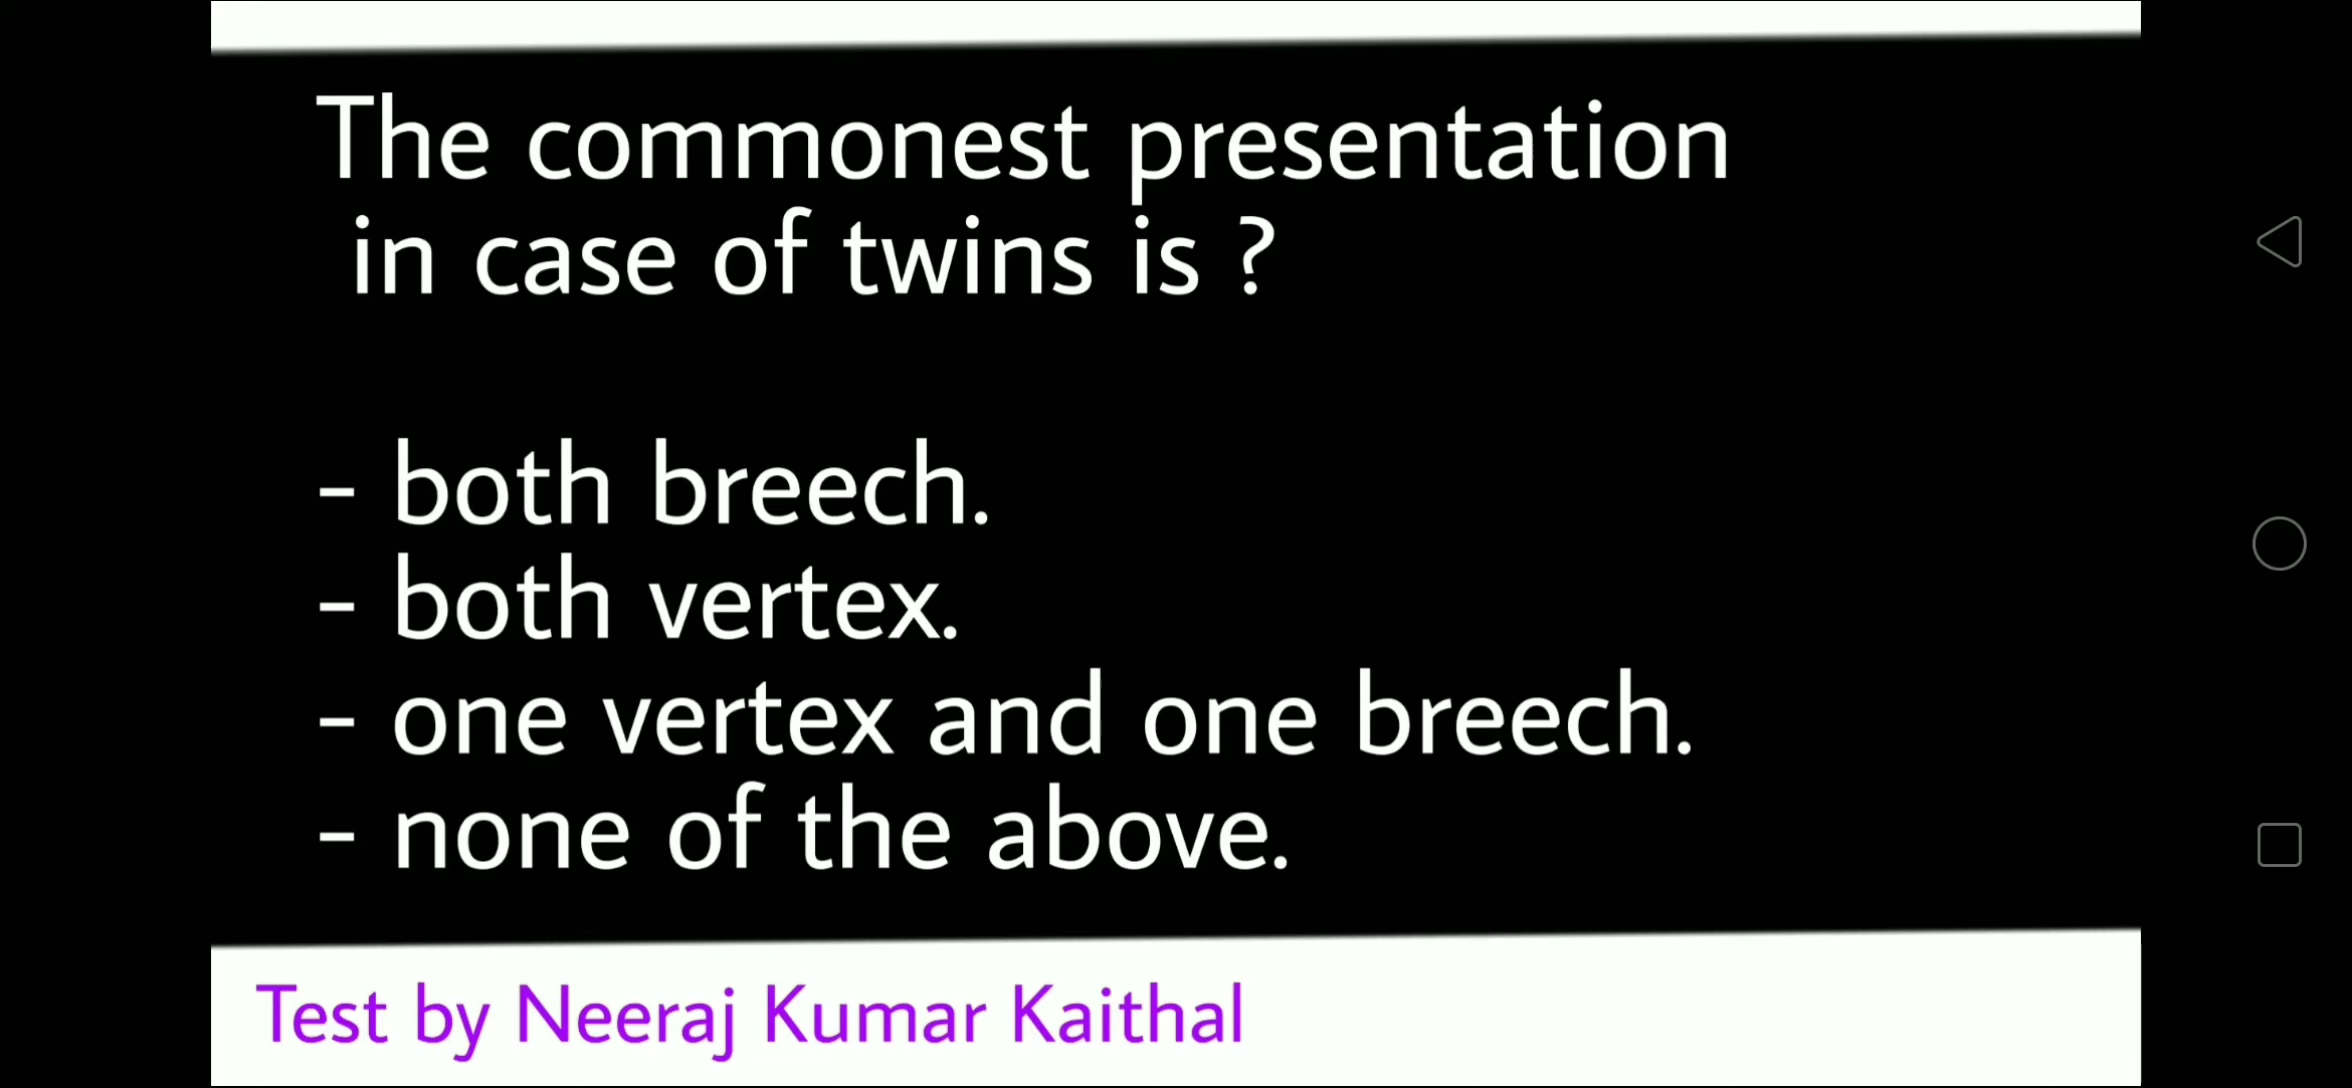 The commonest presentation
in case of twins is ?
- both breech.
- both vertex.
- one vertex and one breech.
- none of the above.
Test by Neeraj Kumar Kaithal